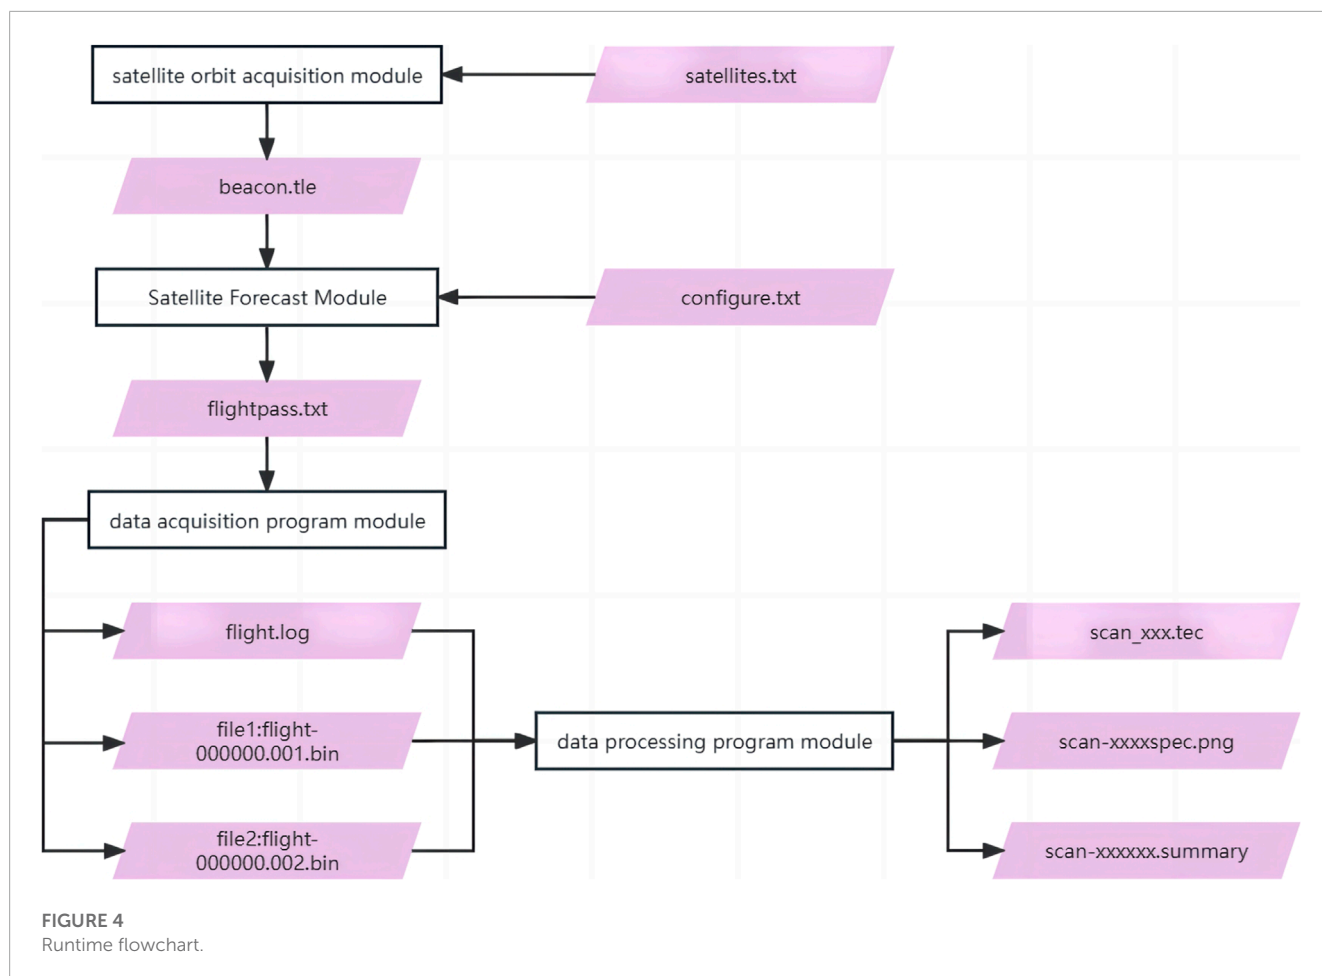 satellite orbit acquisition module
satellites.txt
beacon.tle
Satellite Forecast Module
configure.txt
flightpass.txt
data acquisition program module
flight.log
file1:flight-
000000.001.bin
file2:flight-
000000.002.bin
data processing program module
scan_xxx.tec
scan-xxxxspec.png
scan-xxxxxx.summary
FIGURE 4
Runtime flowchart.